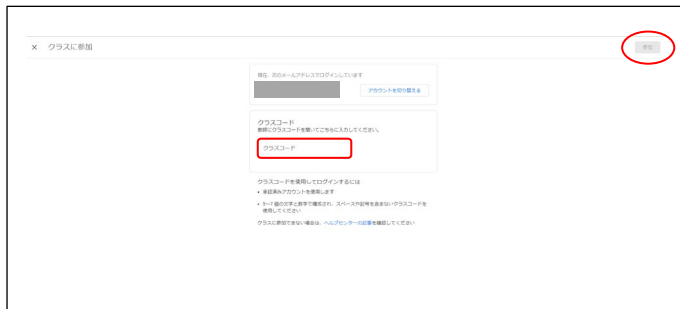 × クラスに参加
参加
現在、次のメールアドレスでログインしています
アカウントを切り替える
クラスコード
教師にクラスコードを聞いてこちらに入力してください。
クラスコード
クラスコードを使用してログインするには
• 承認済みアカウントを使用します
• 5～7 個の文字と数字で構成され、スペースや記号を含まないクラスコードを
使用してください
クラスに参加できない場合は、ヘルプセンターの記事を確認してください